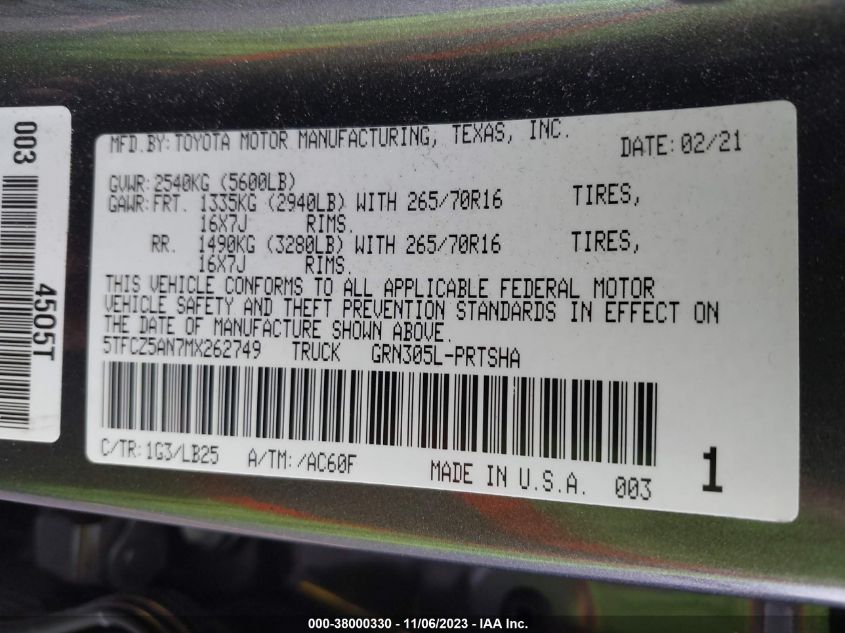 003
4505T
MFD.BY:TOYOTA MOTOR MANUFACTURING, TEXAS, INC. DATE:02/21
GVWR:2540KG (5600LB)
GAWR:FRT. 1335KG (2940LB) WITH 265/70R16 TIRES,
16X7J RIMS.
RR. 1490KG (3280LB) WITH 265/70R16 TIRES,
16X7J RIMS.
THIS VEHICLE CONFORMS TO ALL APPLICABLE FEDERAL MOTOR
VEHICLE SAFETY AND THEFT PREVENTION STANDARDS IN EFFECT ON
THE DATE OF MANUFACTURE SHOWN ABOVE.
5TFCZ5AN7MX262749 TRUCK GRN305L-PRTSHA
C/TR:1G3/LB25 A/TM:/AC60F MADE IN U.S.A. 003 1
000-38000330 - 11/06/2023 - IAA Inc.